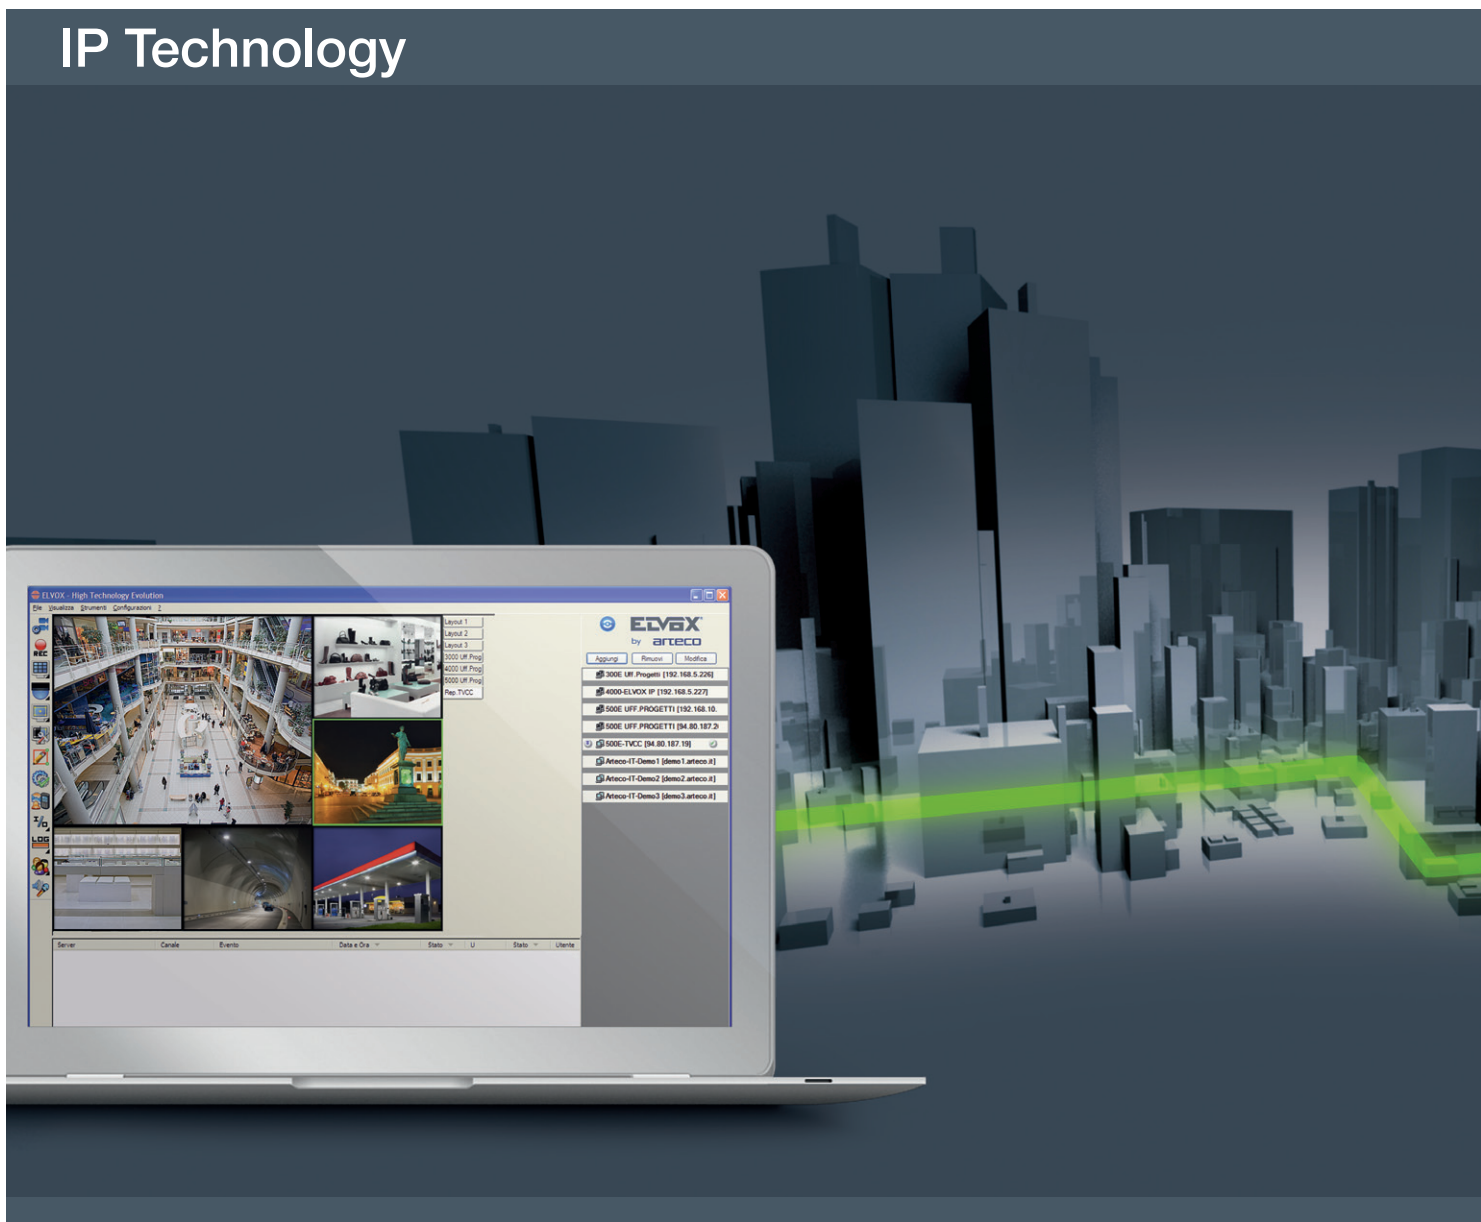 IP Technology
ELVOX - High Technology Evolution
File Visualizza Strumenti Configurazioni ?
Layout 1
Layout 2
Layout 3
3000 Uff.Prog
4000 Uff.Prog
5000 Uff.Prog
Rep.TVCC
ELVOX
by arteco
Aggiungi Rimuovi Modifica
300E Uff.Progetti [192.168.5.226]
4000-ELVOX IP [192.168.5.227]
500E UFF.PROGETTI [192.168.10.
500E UFF.PROGETTI [94.80.187.2
500E-TVCC [94.80.187.19]
Arteco-IT-Demo1 [demo1.arteco.it]
Arteco-IT-Demo2 [demo2.arteco.it]
Arteco-IT-Demo3 [demo3.arteco.it]
REC
I/O
LOG
Server Canale Evento Data e Ora Stato U Stato Utente